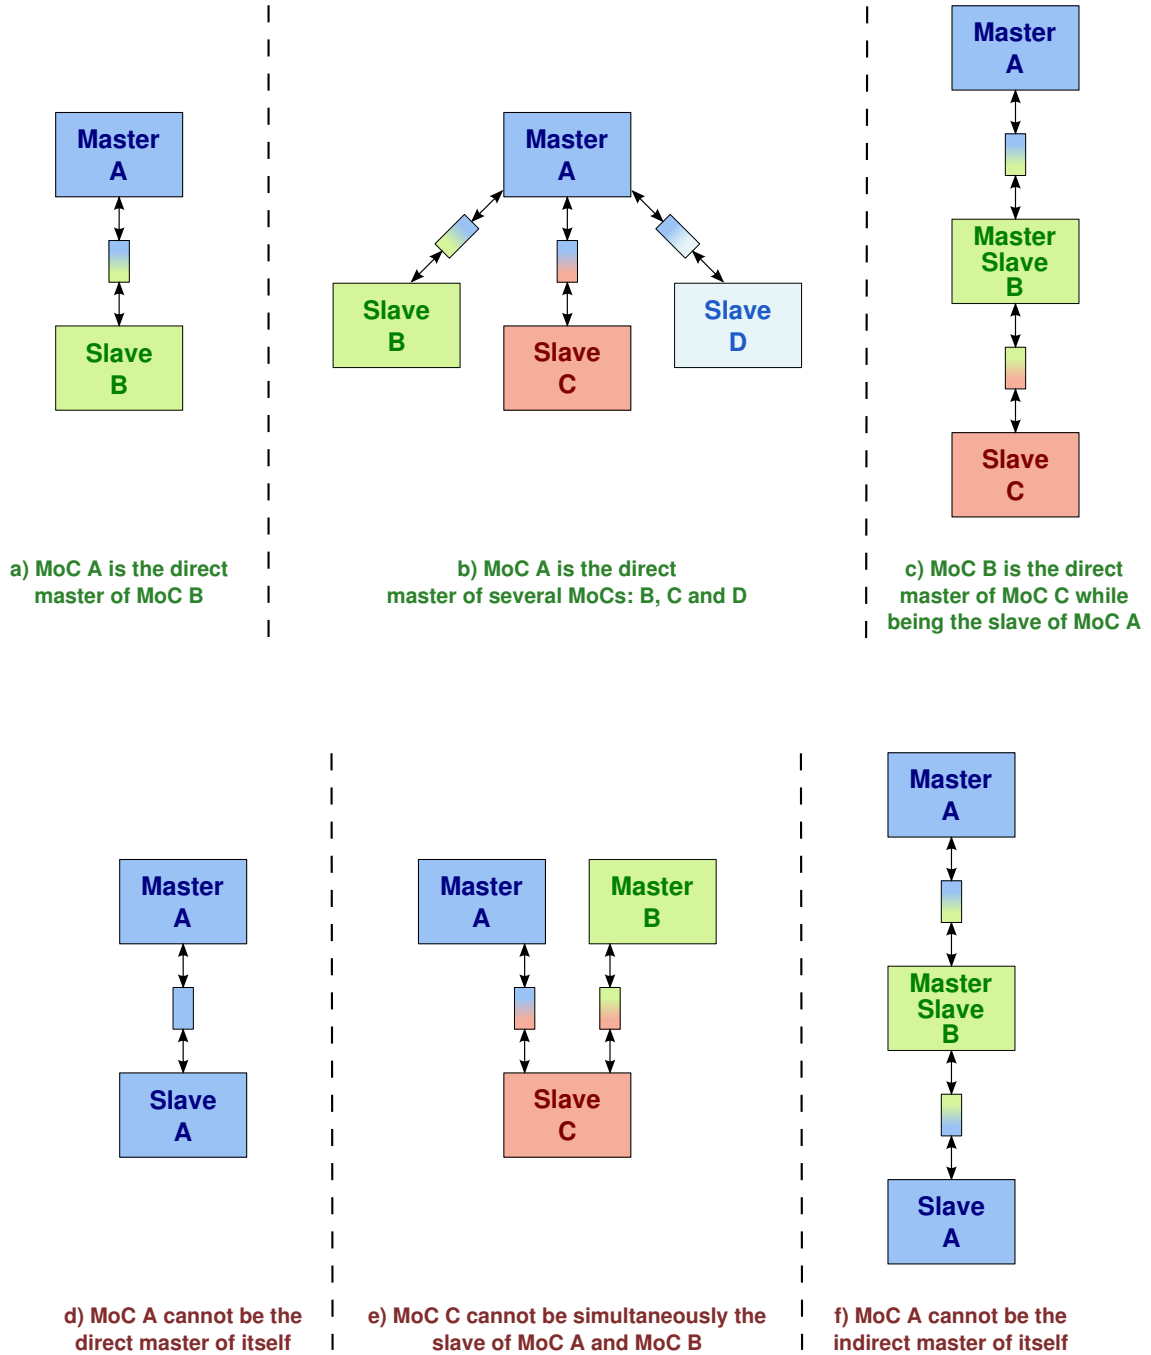 Master
A
Slave
B
a) MoC A is the direct
master of MoC B
Master
A
Slave
B
Slave
C
Slave
D
b) MoC A is the direct
master of several MoCs: B, C and D
Master
A
Master
Slave
B
Slave
C
c) MoC B is the direct
master of MoC C while
being the slave of MoC A
Master
A
Slave
A
d) MoC A cannot be the
direct master of itself
Master
A
Master
B
Slave
C
e) MoC C cannot be simultaneously the
slave of MoC A and MoC B
Master
A
Master
Slave
B
Slave
A
f) MoC A cannot be the
indirect master of itself